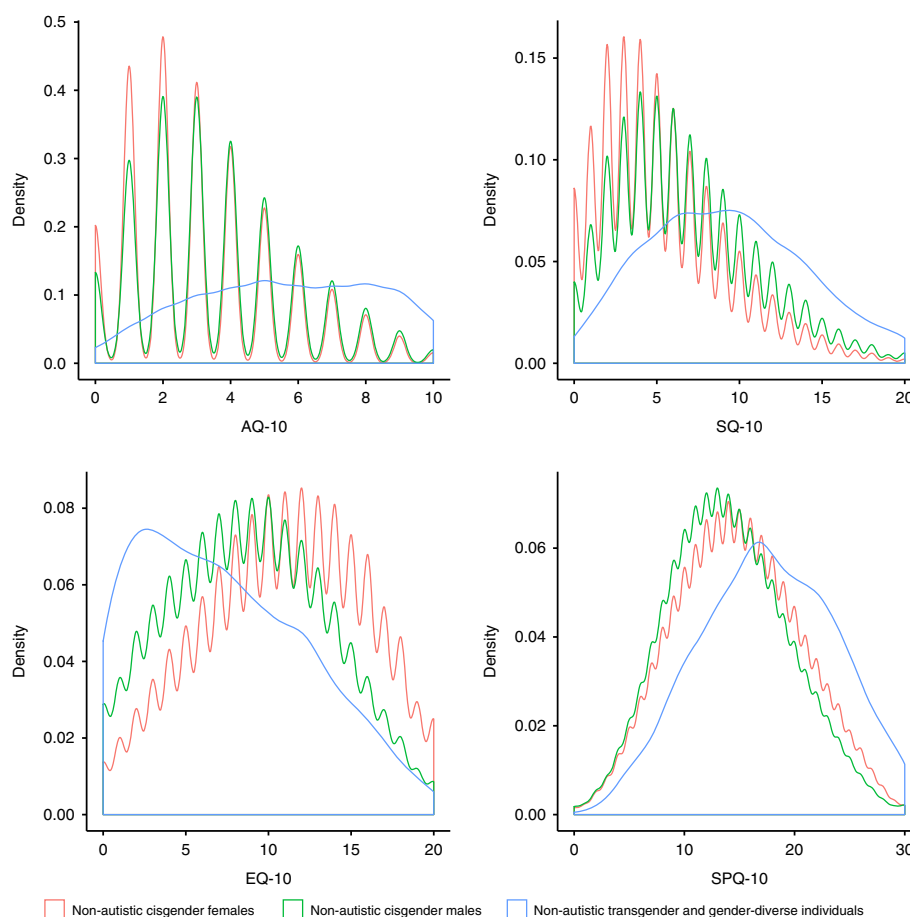 0.5
0.4
0.3
0.2
0.1
0.0
Density
0 2 4 6 8 10
AQ-10
0.15
0.10
0.05
0.00
Density
0 5 10 15 20
SQ-10
0.08
0.06
0.04
0.02
0.00
Density
0 5 10 15 20
EQ-10
0.06
0.04
0.02
0.00
Density
0 10 20 30
SPQ-10
Non-autistic cisgender females Non-autistic cisgender males Non-autistic transgender and gender-diverse individuals